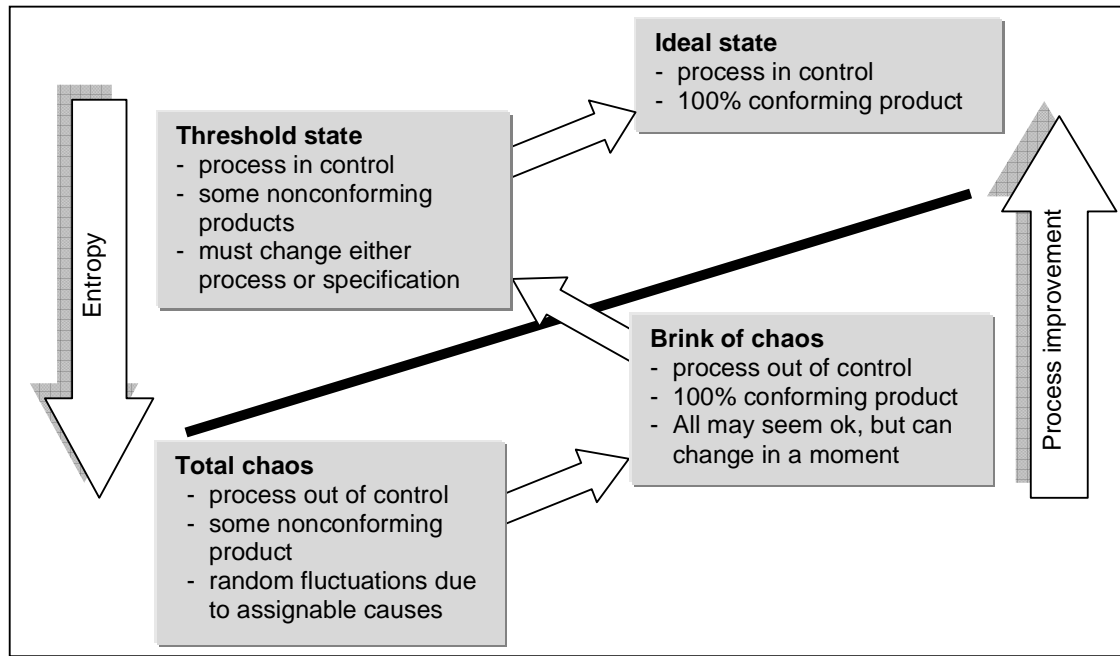 Ideal state
- process in control
- 100% conforming product
Threshold state
- process in control
- some nonconforming
products
- must change either
process or specification
Entropy
Process improvement
Brink of chaos
- process out of control
- 100% conforming product
- All may seem ok, but can
change in a moment
Total chaos
- process out of control
- some nonconforming
product
- random fluctuations due
to assignable causes